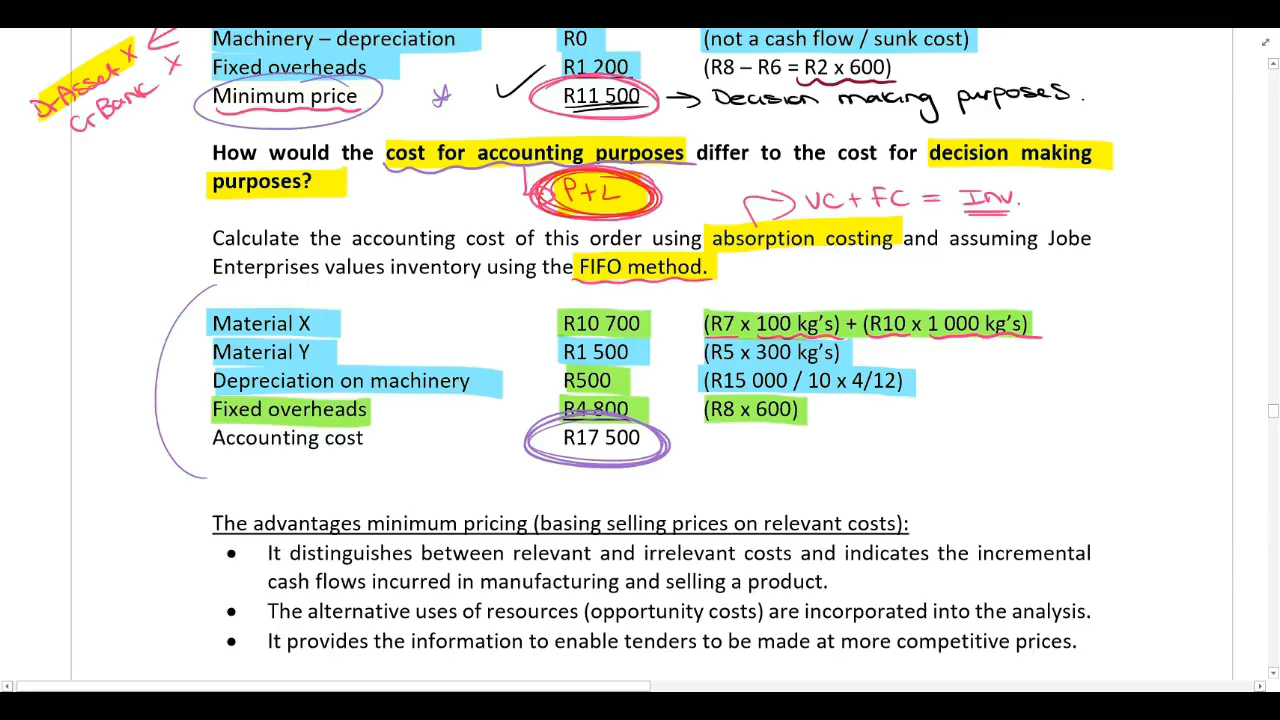 Machinery – depreciation R0 (not a cash flow / sunk cost)
Fixed overheads R1 200 (R8 – R6 = R2 x 600)
Minimum price R11 500 → Decision making purposes.
Dr Asset X
Cr Bank X
How would the cost for accounting purposes differ to the cost for decision making
purposes?
P+L
VC + FC = Inv.
Calculate the accounting cost of this order using absorption costing and assuming Jobe
Enterprises values inventory using the FIFO method.
Material X R10 700 (R7 x 100 kg's) + (R10 x 1 000 kg's)
Material Y R1 500 (R5 x 300 kg's)
Depreciation on machinery R500 (R15 000 / 10 x 4/12)
Fixed overheads R4 800 (R8 x 600)
Accounting cost R17 500
The advantages minimum pricing (basing selling prices on relevant costs):
• It distinguishes between relevant and irrelevant costs and indicates the incremental
cash flows incurred in manufacturing and selling a product.
• The alternative uses of resources (opportunity costs) are incorporated into the analysis.
• It provides the information to enable tenders to be made at more competitive prices.